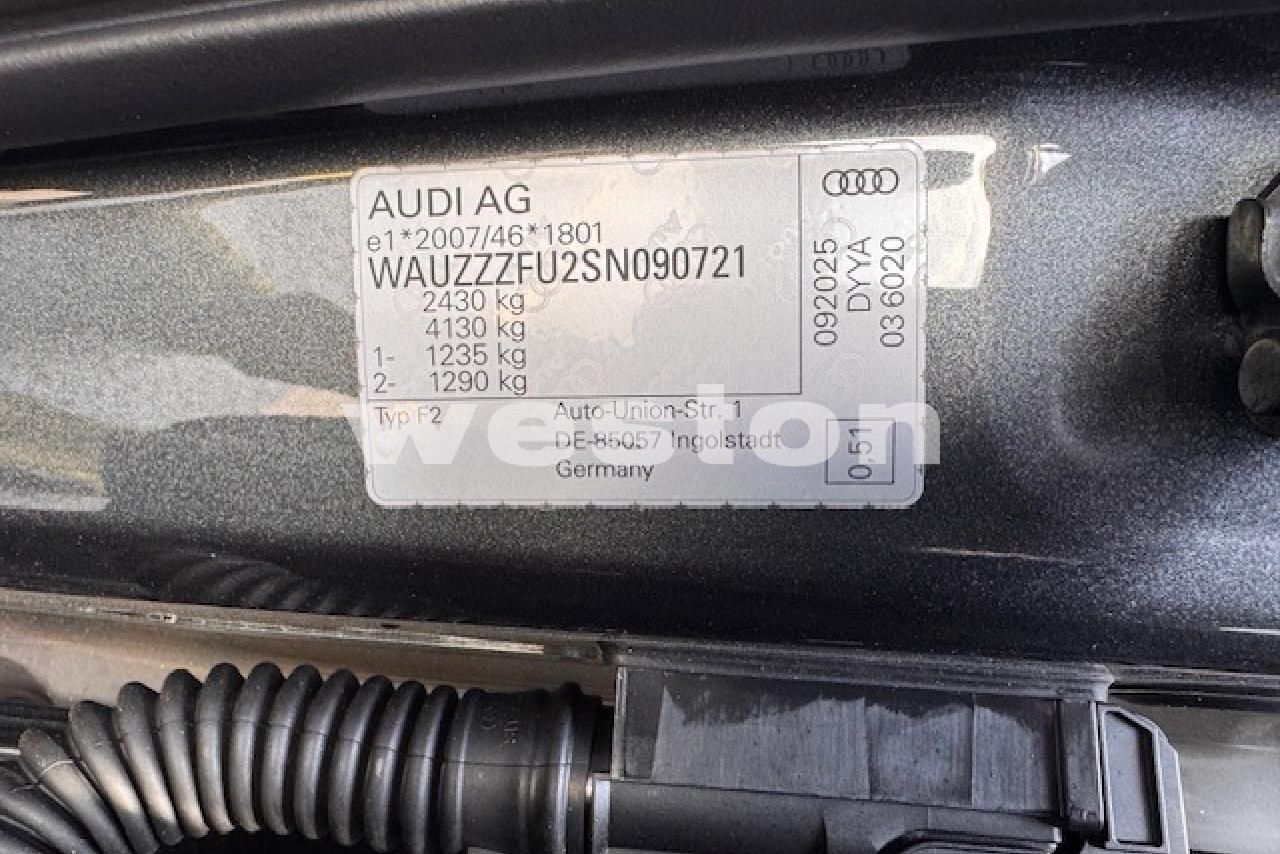 AUDI AG
e1*2007/46*1801
WAUZZZFU2SN090721
2430 kg
4130 kg
1- 1235 kg
2- 1290 kg
Typ F2
Auto-Union-Str. 1
DE-85057 Ingolstadt
Germany
092025
DYYA
036020
0,51
weston